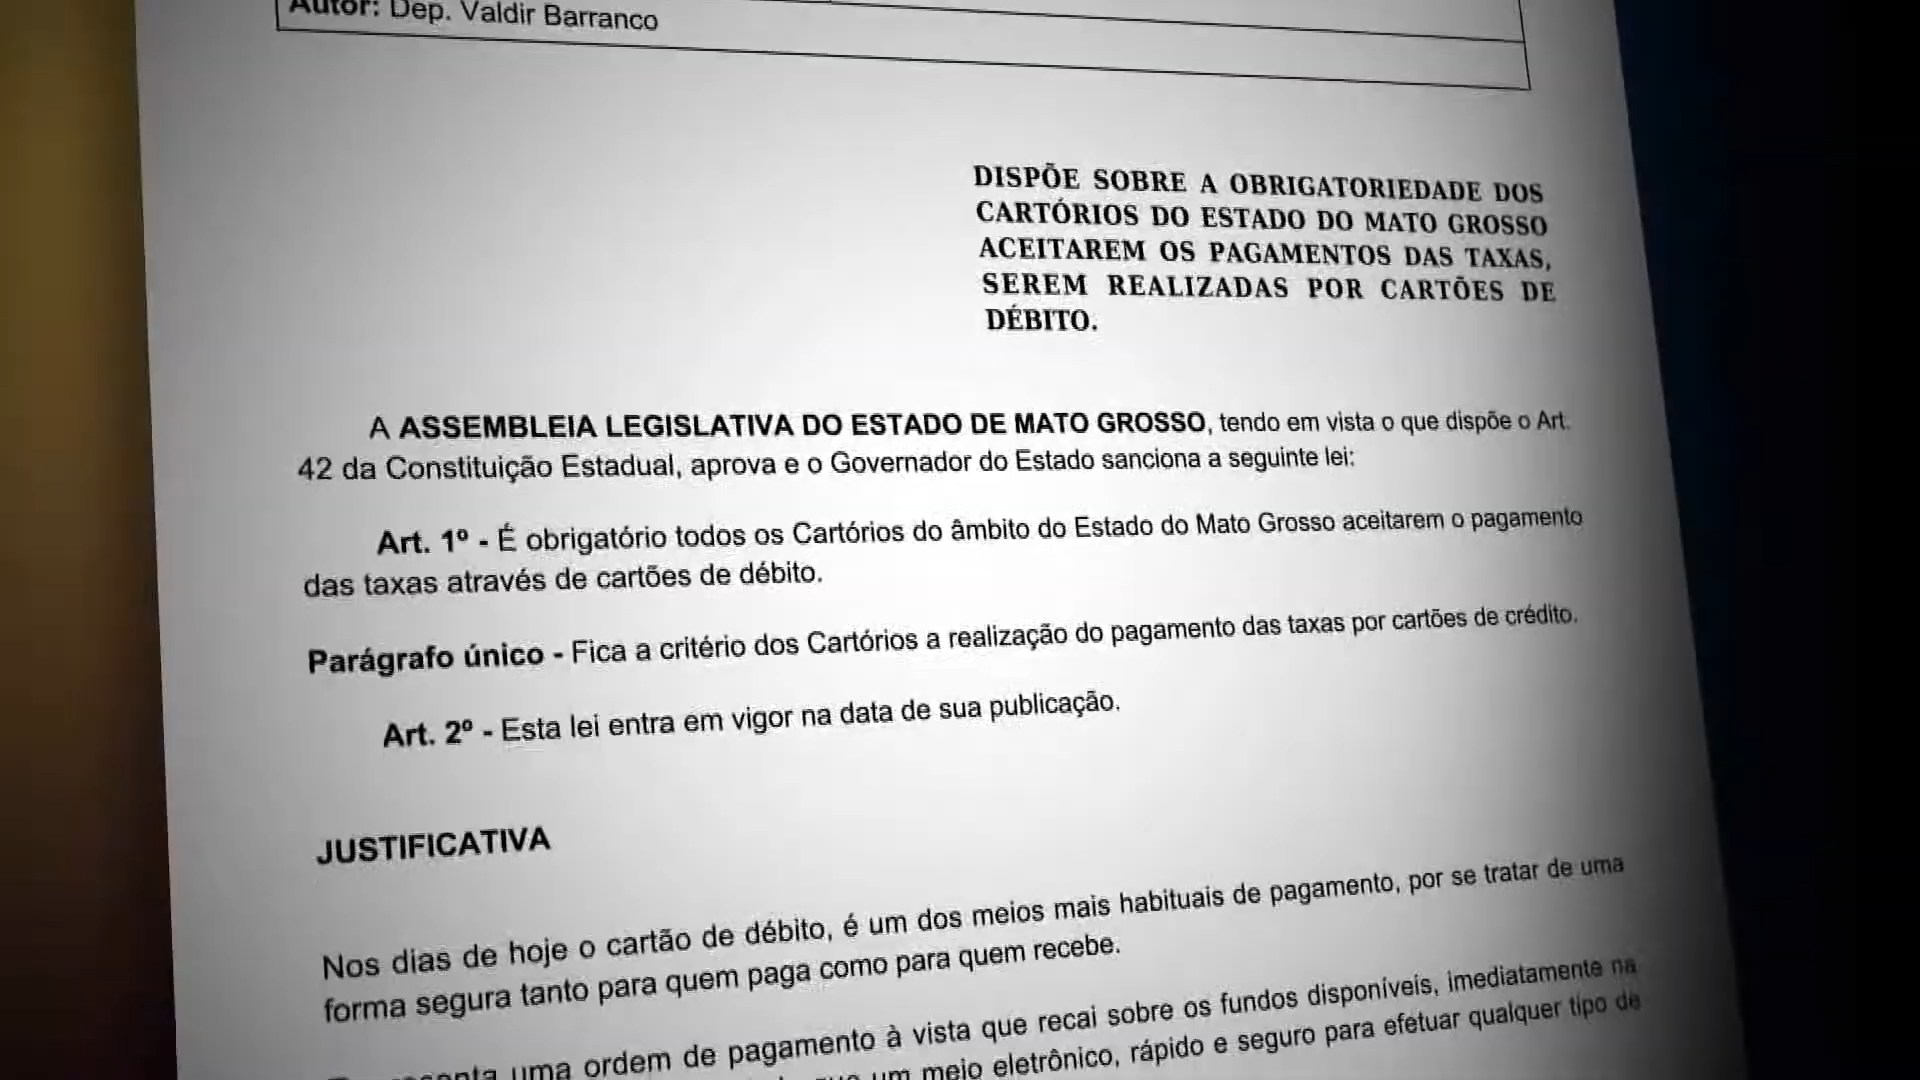 Autor: Dep. Valdir Barranco
DISPÕE SOBRE A OBRIGATORIEDADE DOS
CARTÓRIOS DO ESTADO DO MATO GROSSO
ACEITAREM OS PAGAMENTOS DAS TAXAS,
SEREM REALIZADAS POR CARTÕES DE
DÉBITO.
A ASSEMBLEIA LEGISLATIVA DO ESTADO DE MATO GROSSO, tendo em vista o que dispõe o Art.
42 da Constituição Estadual, aprova e o Governador do Estado sanciona a seguinte lei:
Art. 1º - É obrigatório todos os Cartórios do âmbito do Estado do Mato Grosso aceitarem o pagamento
das taxas através de cartões de débito.
Parágrafo único - Fica a critério dos Cartórios a realização do pagamento das taxas por cartões de crédito.
Art. 2º - Esta lei entra em vigor na data de sua publicação.
JUSTIFICATIVA
Nos dias de hoje o cartão de débito, é um dos meios mais habituais de pagamento, por se tratar de uma
forma segura tanto para quem paga como para quem recebe.
uma ordem de pagamento à vista que recai sobre os fundos disponíveis, imediatamente na
um meio eletrônico, rápido e seguro para efetuar qualquer tipo de